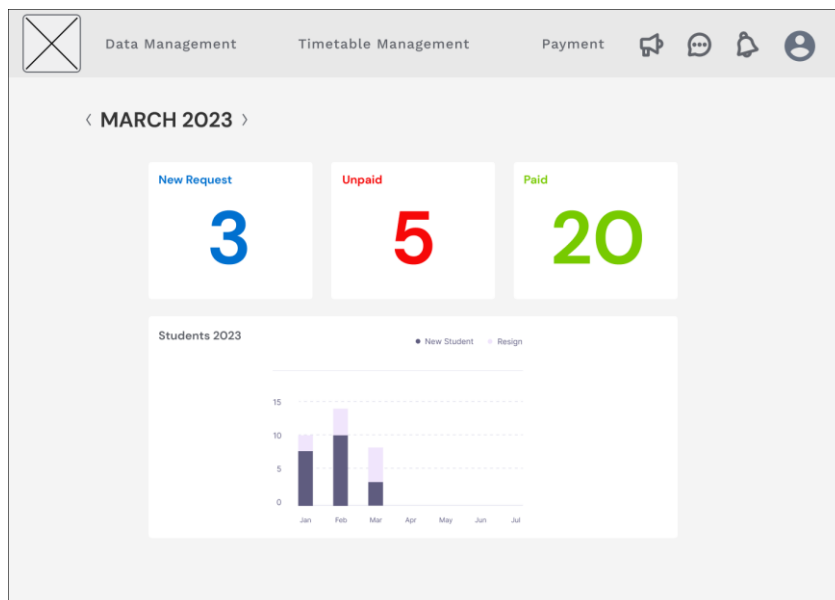 Data Management Timetable Management Payment
MARCH 2023
New Request Unpaid Paid
3 5 20
Students 2023
New Student Resign
15
10
5
0
Jan Feb Mar Apr May Jun Jul